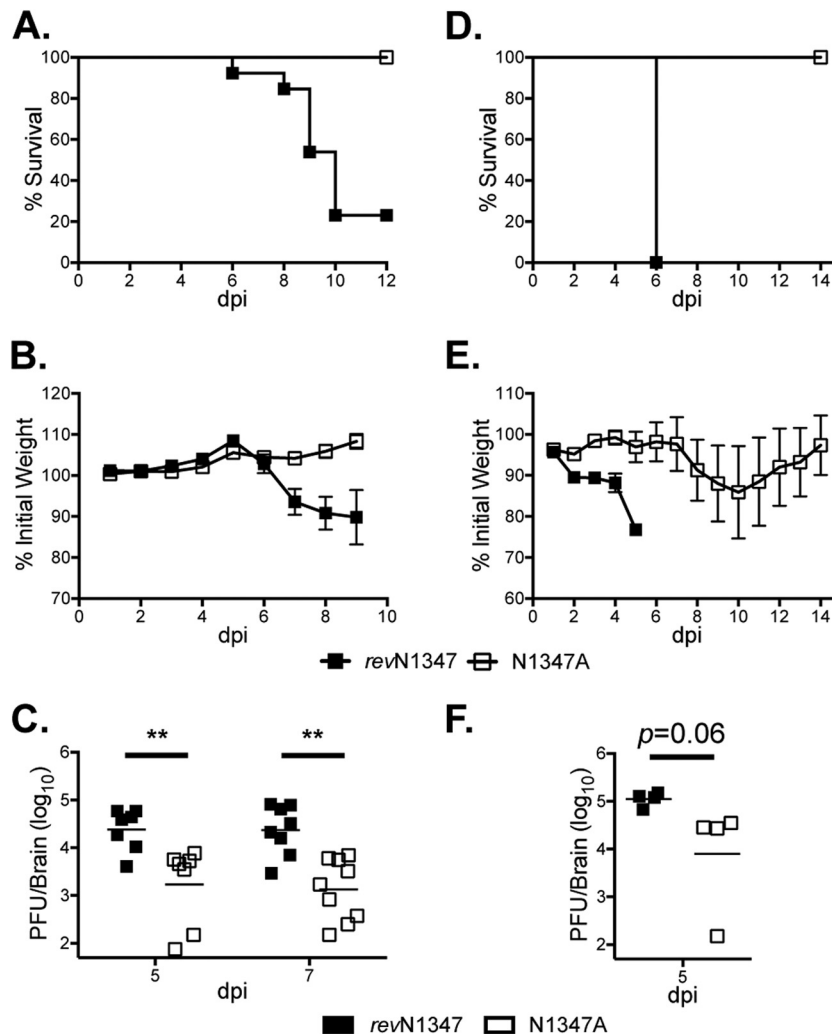 A.
% Survival
100
80
60
40
20
0
0 2 4 6 8 10 12
dpi
D.
% Survival
100
80
60
40
20
0
0 2 4 6 8 10 12 14
dpi
B.
% Initial Weight
120
110
100
90
80
70
0 2 4 6 8 10
dpi
E.
% Initial Weight
110
100
90
80
70
60
0 2 4 6 8 10 12 14
dpi
revN1347 N1347A
C.
PFU/Brain (log10)
6
5
4
3
2
** **
5 7
dpi
F.
p=0.06
PFU/Brain (log10)
6
5
4
3
2
5
dpi
revN1347 N1347A